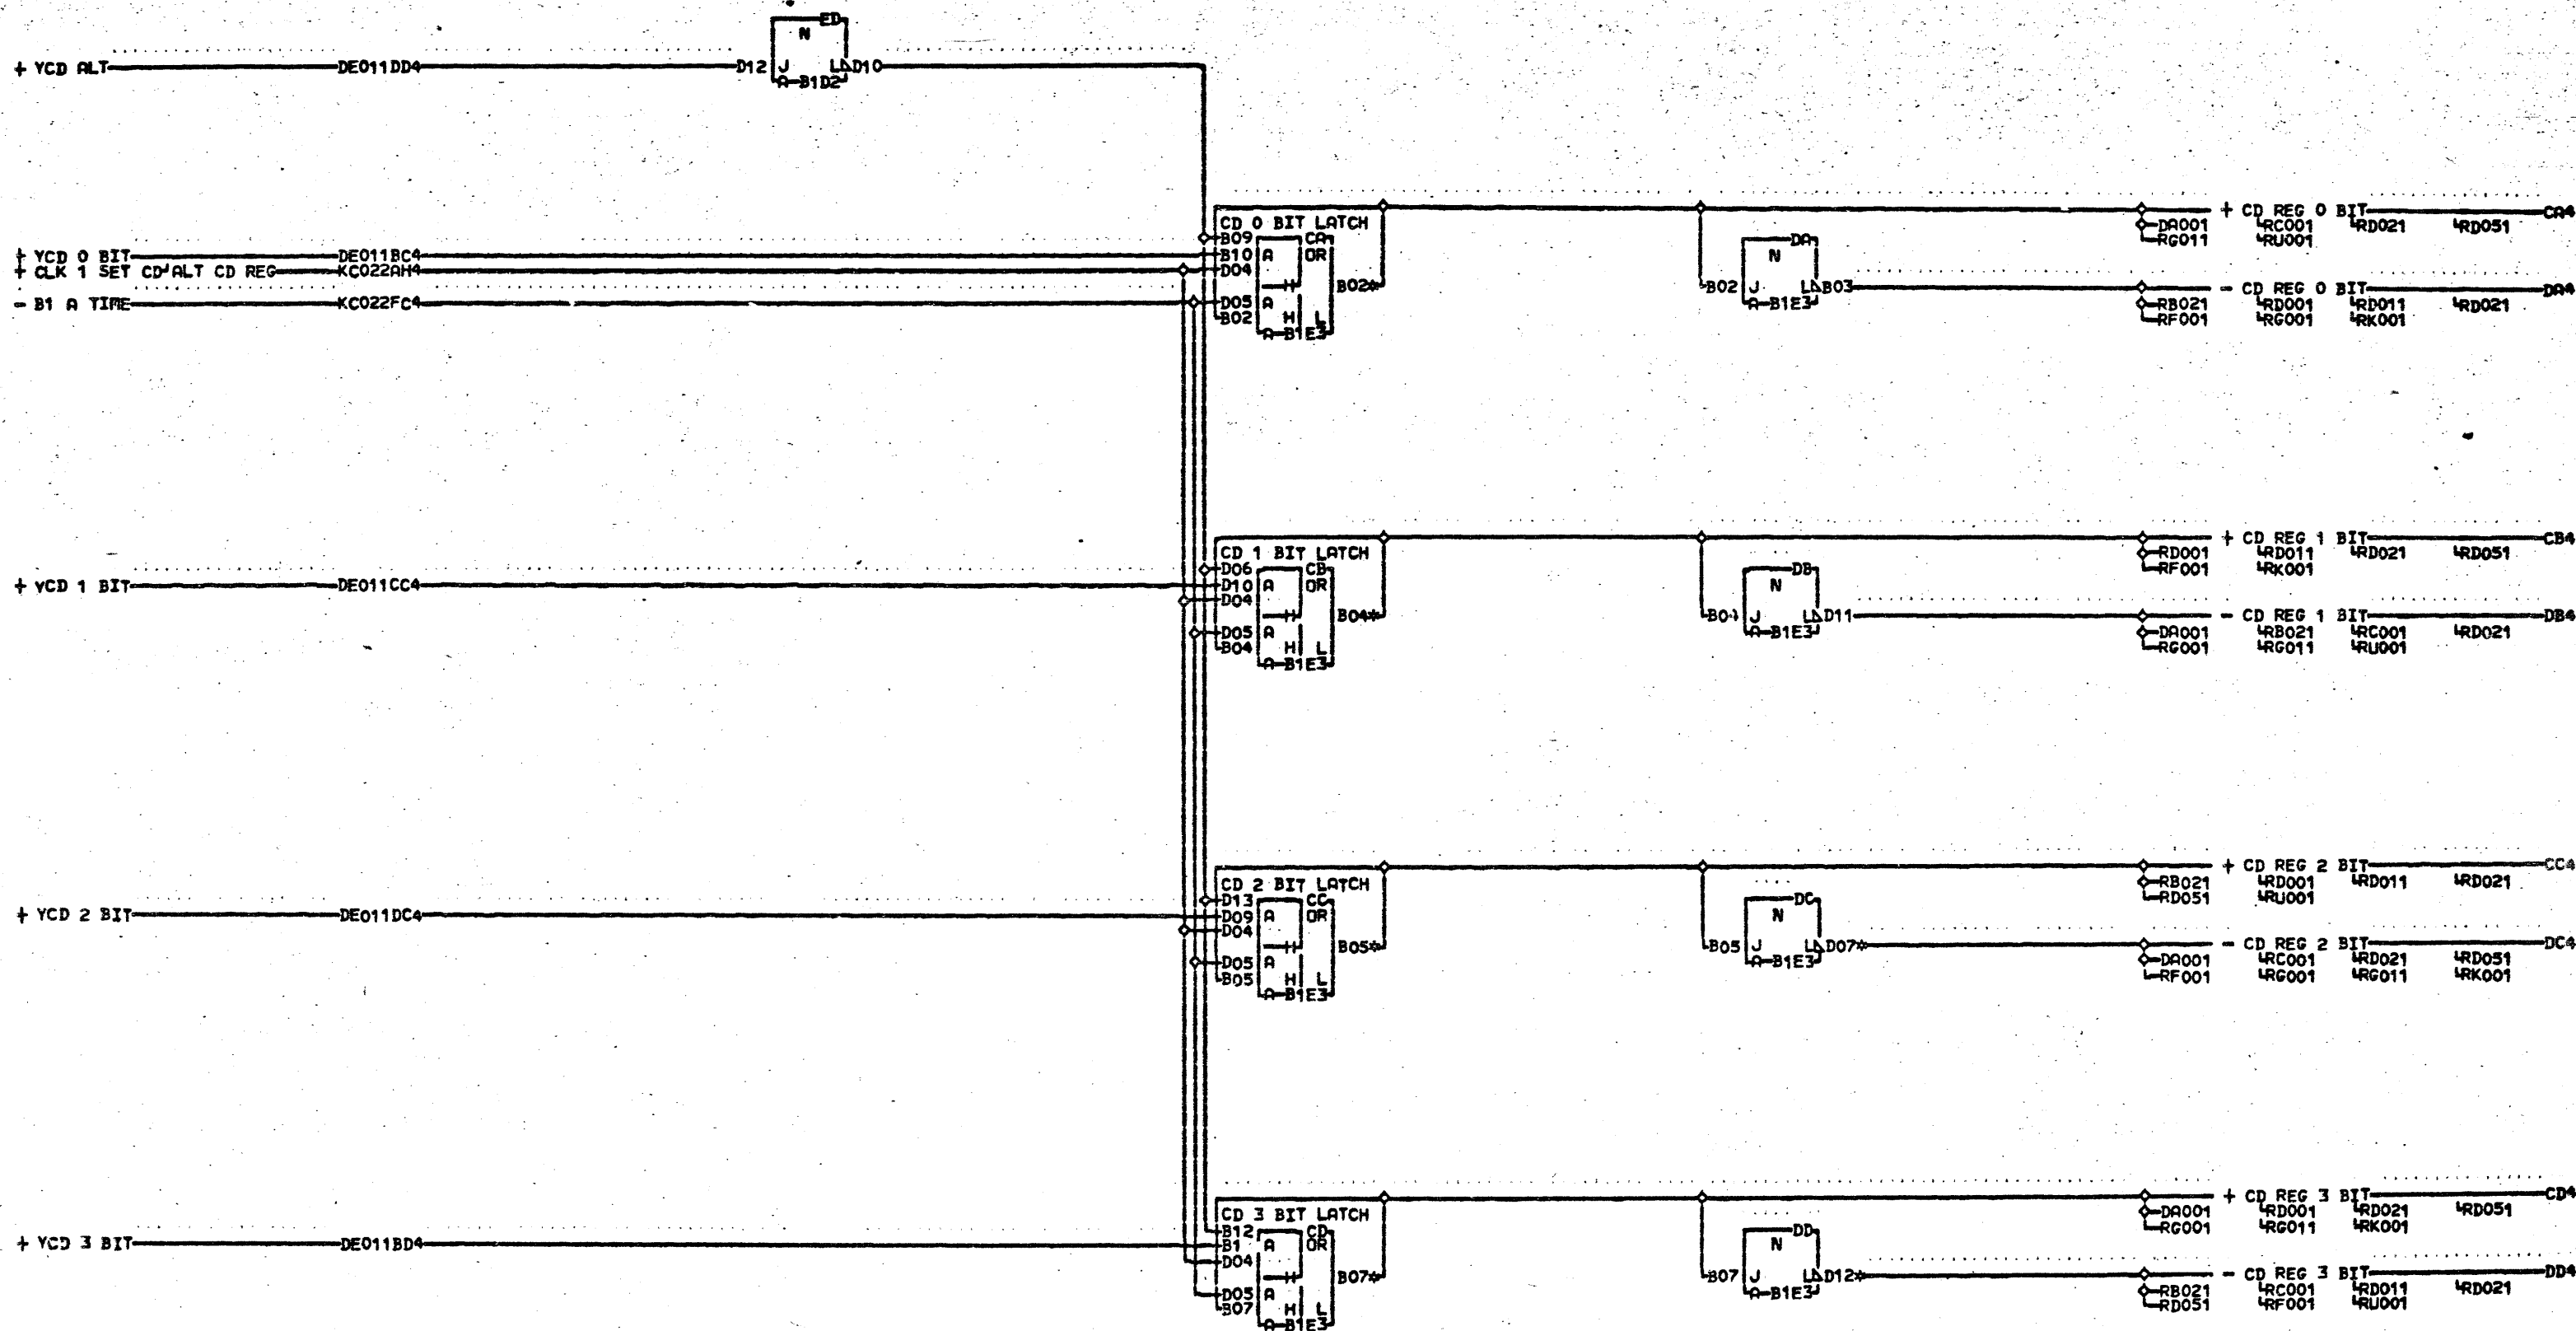 ED
N
+ YCD ALT DE011DD4 D12 J L D10
A B1D2
CD 0 BIT LATCH
+ CD REG 0 BIT CA4
DA001 RC001 RD021 RD051
RG011 RU001
B09 CA
DA
+ YCD 0 BIT DE011BC4 B10 A OR
N
+ CLK 1 SET CD ALT CD REG KC022AH4 D04
H B02* B02 J L B03 - CD REG 0 BIT DA4
- B1 A TIME KC022FC4 D05 A
A B1E3
RB021 RD001 RD011 RD021
B02 H L
RF001 RG001 RK001
A B1E3
+ CD REG 1 BIT CB4
CD 1 BIT LATCH
RD001 RD011 RD021 RD051
D06 CB
DB
RF001 RK001
+ YCD 1 BIT DE011CC4 D10 A OR
N
D04
H B04* J L D11 - CD REG 1 BIT DB4
D05 A
A B1E3
DA001 RB021 RC001 RD021
B04 H L
RG001 RG011 RU001
A B1E3
+ CD REG 2 BIT CC4
CD 2 BIT LATCH
RB021 RD001 RD011 RD021
D13 CC
DC
RD051 RU001
+ YCD 2 BIT DE011DC4 D09 A OR
N
D04
H B05* B05 J L D07* - CD REG 2 BIT DC4
D05 A
A B1E3
DA001 RC001 RD021 RD051
B05 H L
RF001 RG001 RG011 RK001
A B1E3
+ CD REG 3 BIT CD4
CD 3 BIT LATCH
DA001 RD001 RD021 RD051
B12 CD
DD
RG001 RG011 RK001
+ YCD 3 BIT DE011BD4 A OR
N
D04
H B07* B07 J L D12* - CD REG 3 BIT DD4
D05 A
A B1E3
RB021 RC001 RD011 RD021
B07 H L
RD051 RF001 RU001
A B1E3